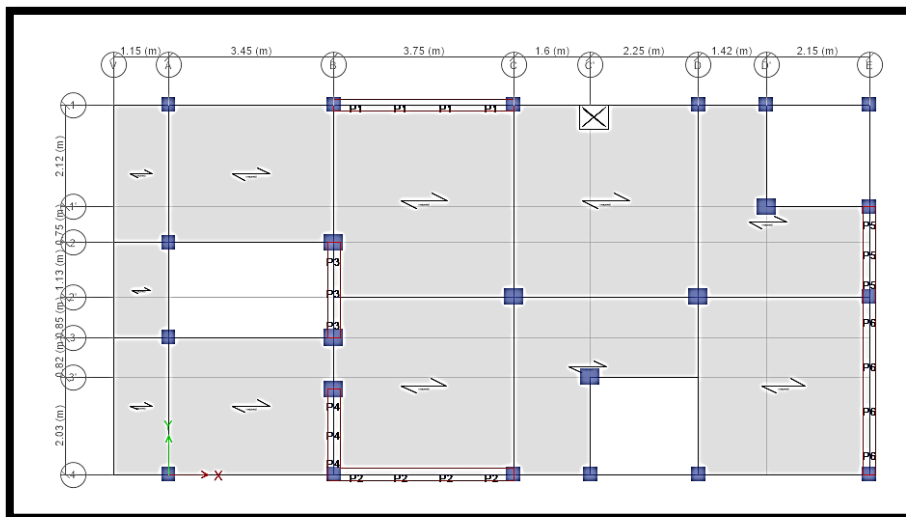 1.15 (m) 3.45 (m) 3.75 (m) 1.6 (m) 2.25 (m) 1.42 (m) 2.15 (m)
V A B C C' D D' E
1
P1 P1 P1 P1
2.12 (m)
1'
P5
0.75 (m)
2
P3
P5
1.13 (m)
P3
P5
2'
0.85 (m)
P3
P6
3
0.82 (m)
P6
3'
P4
P6
2.03 (m)
Y
P4
P4
P6
4
X
P2 P2 P2 P2